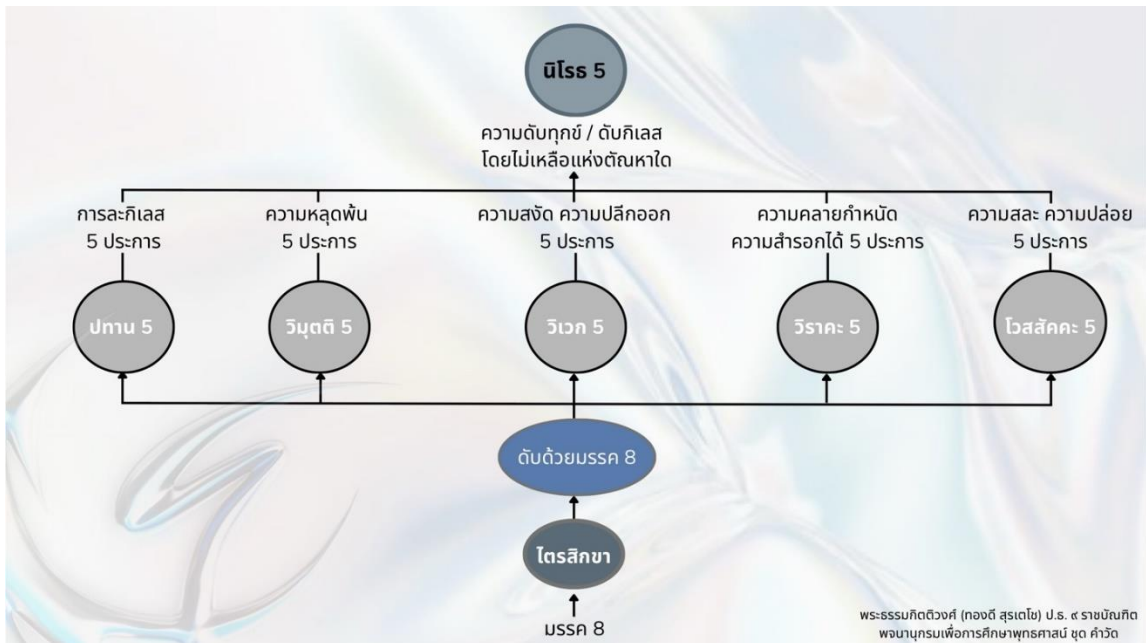 นิโรธ 5
ความดับทุกข์ / ดับกิเลส
โดยไม่เหลือแห่งตัณหาใด
การละกิเลส
5 ประการ
ความหลุดพ้น
5 ประการ
ความสงัด ความปลีกออก
5 ประการ
ความคลายกำหนัด
ความสำรอกได้ 5 ประการ
ความสละ ความปล่อย
5 ประการ
ปทาน 5
วิมุตติ 5
วิเวก 5
วิราคะ 5
โวสสัคคะ 5
ดับด้วยมรรค 8
ไตรสิกขา
มรรค 8
พระธรรมกิตติวงศ์ (ทองดี สุรเตโช) ป.ธ. ๙ ราชบัณฑิต
พจนานุกรมเพื่อการศึกษาพุทธศาสน์ ชุด คำวัด